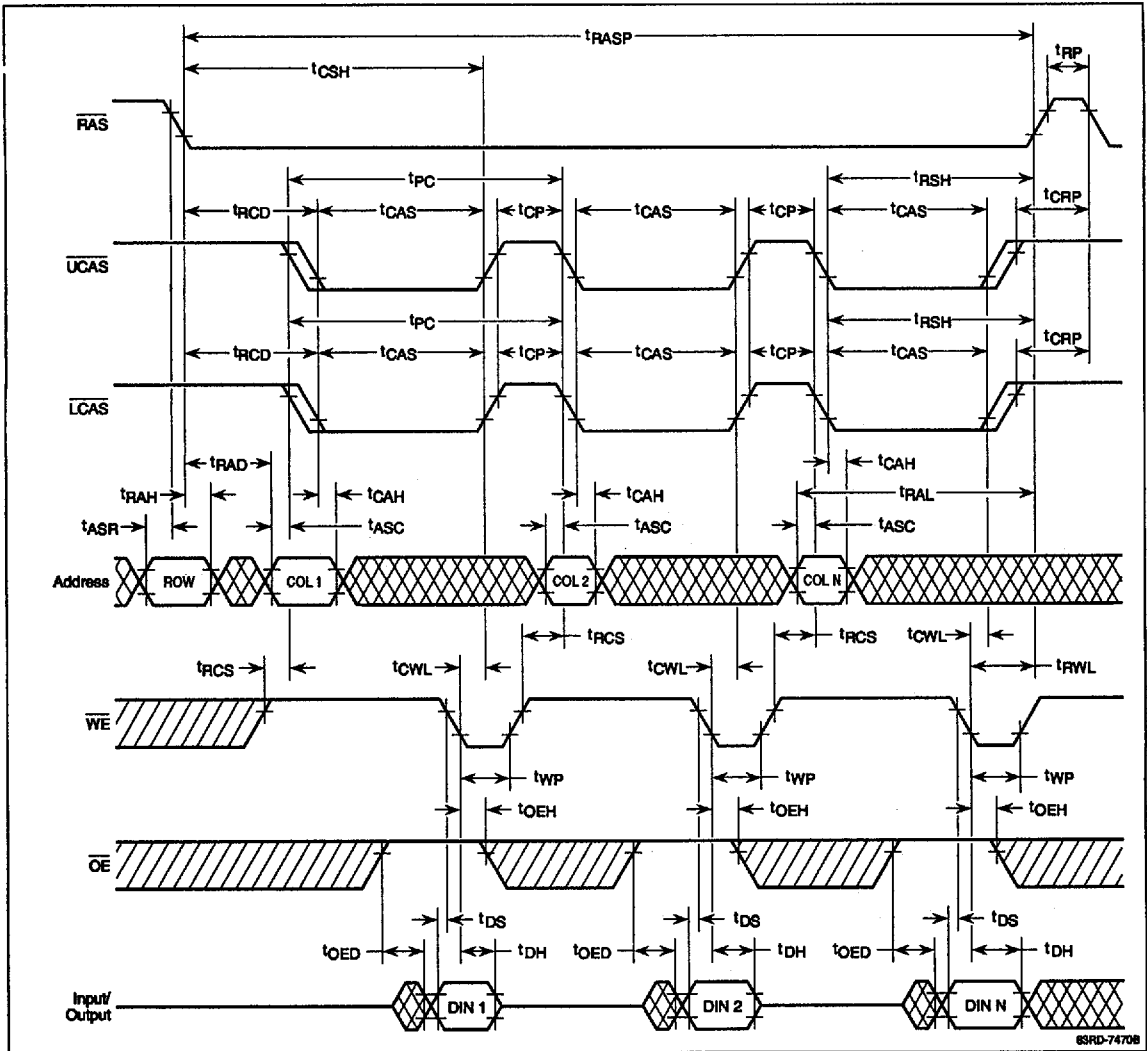 tRASP
tRP
tCSH
RAS
tPC tRSH
tRCD tCAS tCP tCAS tCP tCAS tCRP
UCAS
tPC tRSH
tRCD tCAS tCP tCAS tCP tCAS tCRP
LCAS
tRAD tCAH
tRAH tCAH tCAH tRAL
tASR tASC tASC tASC
Address ROW COL 1 COL 2 COL N
tRCS tRCS tCWL
tRCS tCWL tCWL tRWL
WE
tWP tWP tWP
tOEH tOEH tOEH
OE
tDS tDS tDS
tOED tDH tOED tDH tOED tDH
Input/
Output DIN 1 DIN 2 DIN N
83RD-7470B